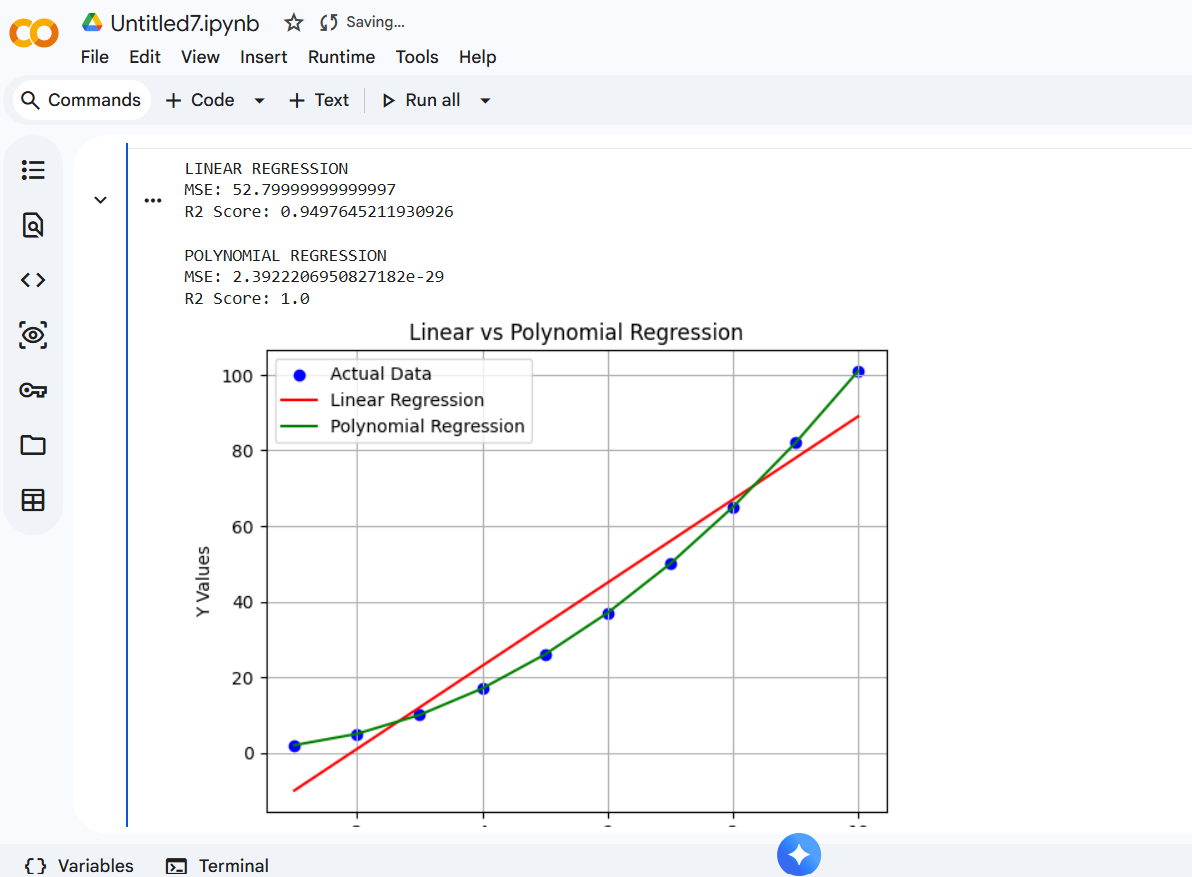 Untitled7.ipynb Saving...
File Edit View Insert Runtime Tools Help
Commands + Code + Text Run all
LINEAR REGRESSION
MSE: 52.79999999999997
R2 Score: 0.9497645211930926
POLYNOMIAL REGRESSION
MSE: 2.3922206950827182e-29
R2 Score: 1.0
Linear vs Polynomial Regression
Actual Data
Linear Regression
Polynomial Regression
100
80
60
40
20
0
Y Values
Variables Terminal